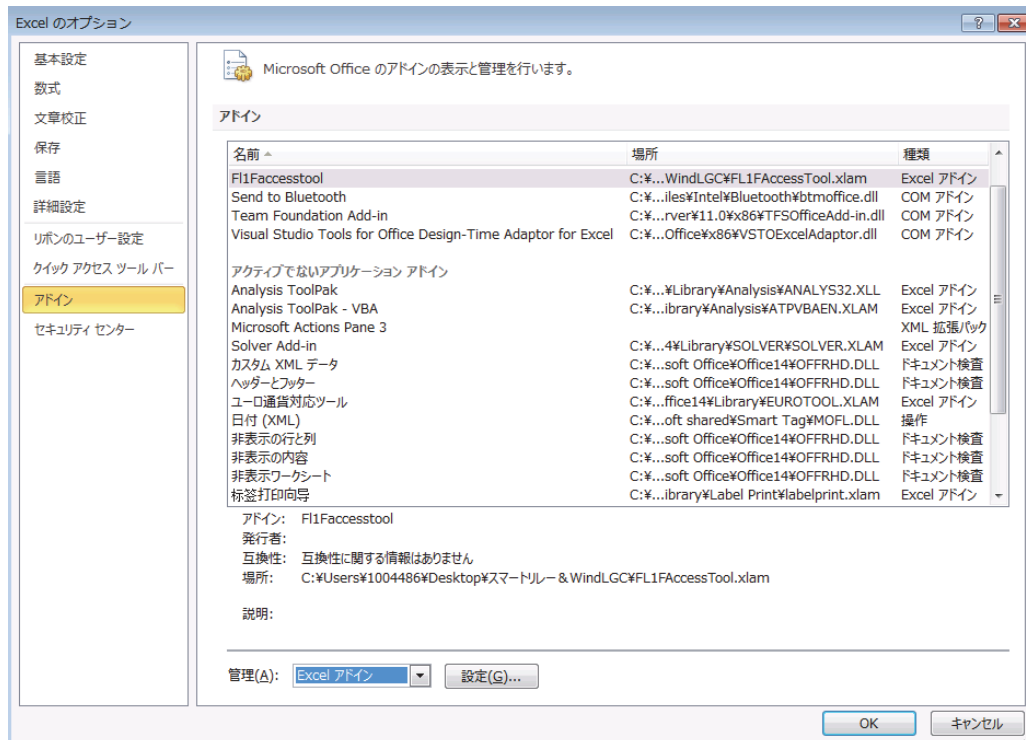 Excel のオプション
基本設定
数式
文章校正
保存
言語
詳細設定
リボンのユーザー設定
クイック アクセス ツール バー
アドイン
セキュリティ センター
Microsoft Office のアドインの表示と管理を行います。
アドイン
名前 場所 種類
Fl1Faccesstool C:¥...WindLGC¥FL1FAccessTool.xlam Excel アドイン
Send to Bluetooth C:¥...iles¥Intel¥Bluetooth¥btmoffice.dll COM アドイン
Team Foundation Add-in C:¥...rver¥11.0¥x86¥TFSOfficeAdd-in.dll COM アドイン
Visual Studio Tools for Office Design-Time Adaptor for Excel C:¥...Office¥x86¥VSTOExcelAdaptor.dll COM アドイン
アクティブでないアプリケーション アドイン
Analysis ToolPak C:¥...¥Library¥Analysis¥ANALYS32.XLL Excel アドイン
Analysis ToolPak - VBA C:¥...ibrary¥Analysis¥ATPVBAEN.XLAM Excel アドイン
Microsoft Actions Pane 3 XML 拡張パック
Solver Add-in C:¥...4¥Library¥SOLVER¥SOLVER.XLAM Excel アドイン
カスタム XML データ C:¥...soft Office¥Office14¥OFFRHD.DLL ドキュメント検査
ヘッダーとフッター C:¥...soft Office¥Office14¥OFFRHD.DLL ドキュメント検査
ユーロ通貨対応ツール C:¥...ffice14¥Library¥EUROTOOL.XLAM Excel アドイン
日付 (XML) C:¥...oft shared¥Smart Tag¥MOFL.DLL 操作
非表示の行と列 C:¥...soft Office¥Office14¥OFFRHD.DLL ドキュメント検査
非表示の内容 C:¥...soft Office¥Office14¥OFFRHD.DLL ドキュメント検査
非表示ワークシート C:¥...soft Office¥Office14¥OFFRHD.DLL ドキュメント検査
标签打印向导 C:¥...ibrary¥Label Print¥labelprint.xlam Excel アドイン
アドイン: Fl1Faccesstool
発行者:
互換性: 互換性に関する情報はありません
場所: C:¥Users¥1004486¥Desktop¥スマートリレー＆WindLGC¥FL1FAccessTool.xlam
説明:
管理(A): Excel アドイン 設定(G)...
OK キャンセル